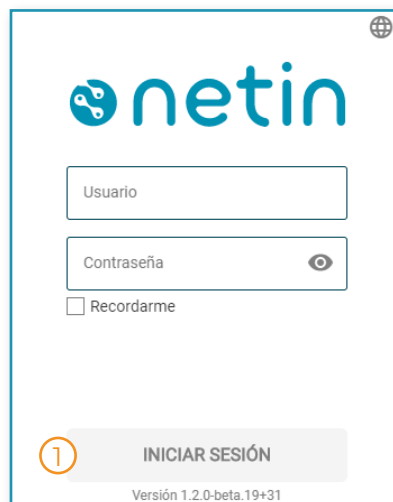 netin
Usuario
Contraseña
Recordarme
1 INICIAR SESIÓN
Versión 1.2.0-beta.19+31